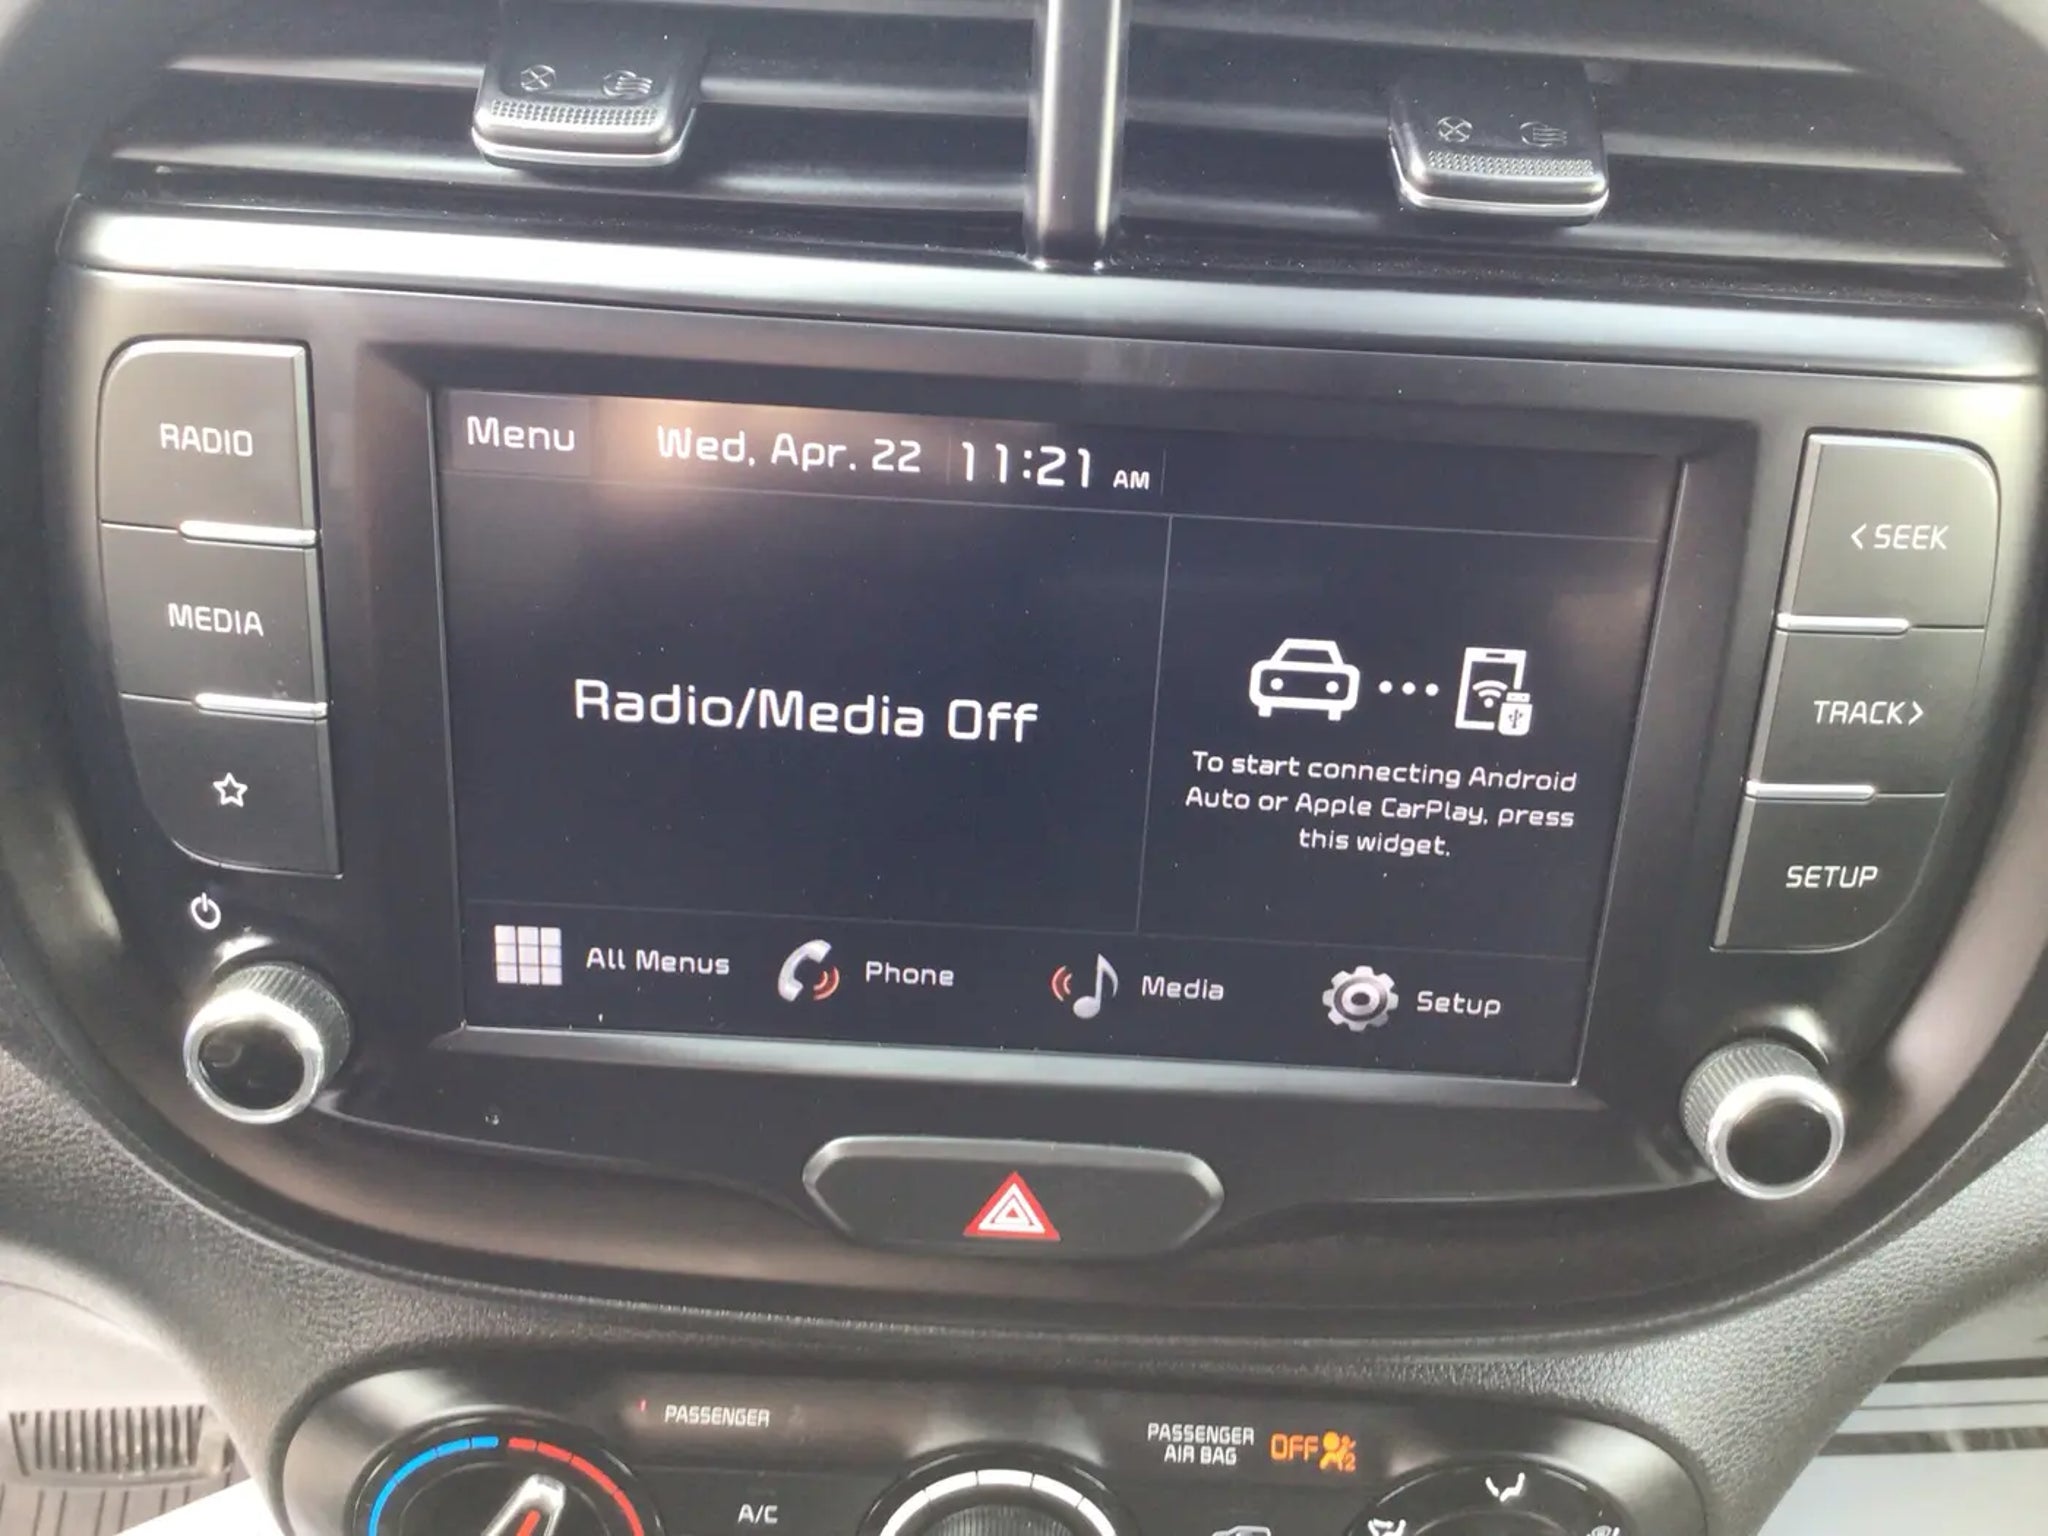 RADIO
MEDIA
Menu
Wed, Apr. 22
11:21 AM
Radio/Media Off
To start connecting Android
Auto or Apple CarPlay, press
this widget.
All Menus
Phone
Media
Setup
< SEEK
TRACK >
SETUP
PASSENGER
PASSENGER
AIR BAG
OFF
2
A/C